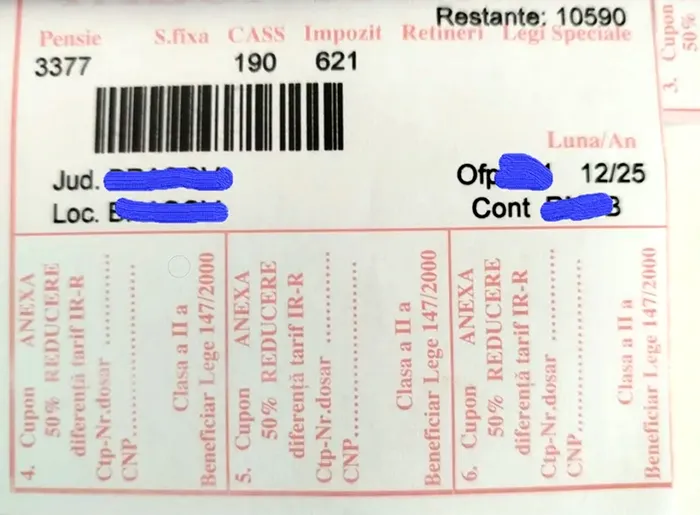 Restante: 10590
Pensie S.fixa CASS Impozit Retineri Legi Speciale
3377 190 621
Luna/An
Jud.
Ofp 12/25
Loc.
Cont B
3. Cupon
50%
4. Cupon ANEXA
50% REDUCERE
diferență tarif IR-R
Ctp-Nr.dosar ............
CNP........................
Clasa a II a
Beneficiar Lege 147/2000
5. Cupon ANEXA
50% REDUCERE
diferență tarif IR-R
Ctp-Nr.dosar ............
CNP........................
Clasa a II a
Beneficiar Lege 147/2000
6. Cupon ANEXA
50% REDUCERE
diferență tarif IR-R
Ctp-Nr.dosar ............
CNP........................
Clasa a II a
Beneficiar Lege 147/2000